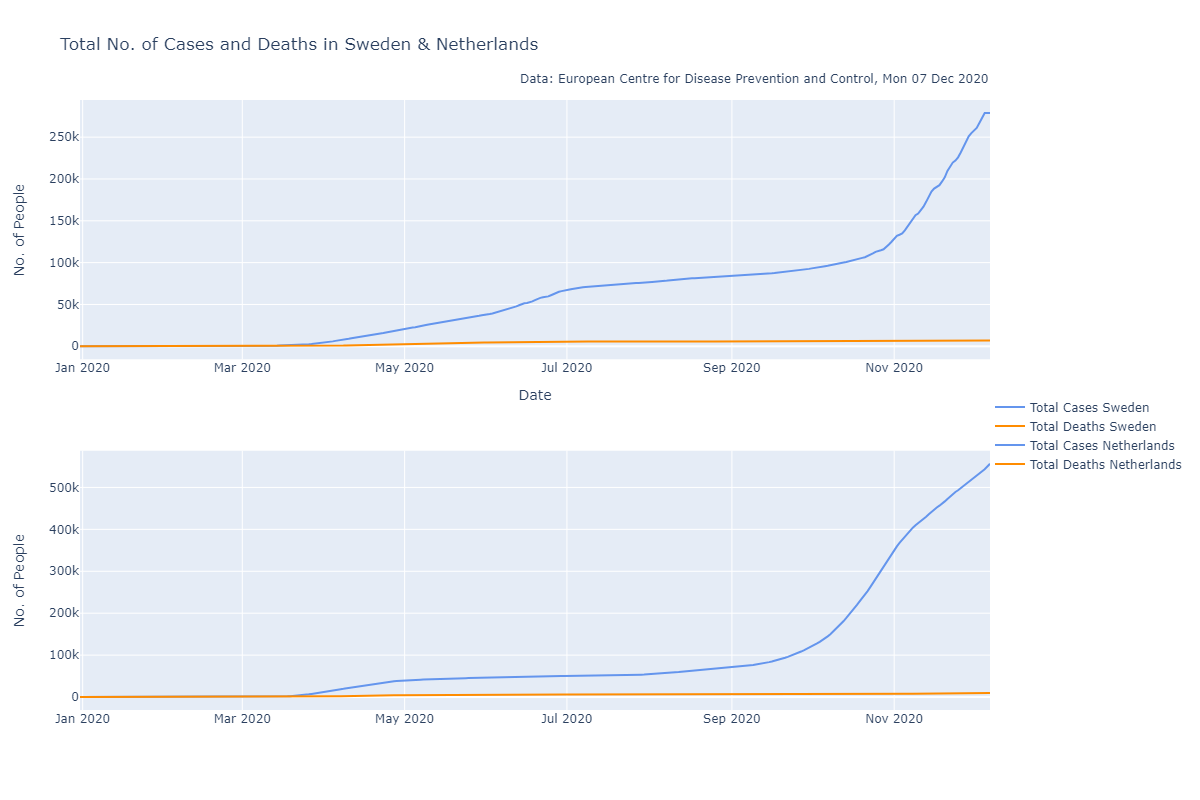 Total No. of Cases and Deaths in Sweden & Netherlands
Data: European Centre for Disease Prevention and Control, Mon 07 Dec 2020
No. of People
250k
200k
150k
100k
50k
0
Jan 2020 Mar 2020 May 2020 Jul 2020 Sep 2020 Nov 2020
Date
Total Cases Sweden
Total Deaths Sweden
Total Cases Netherlands
Total Deaths Netherlands
No. of People
500k
400k
300k
200k
100k
0
Jan 2020 Mar 2020 May 2020 Jul 2020 Sep 2020 Nov 2020